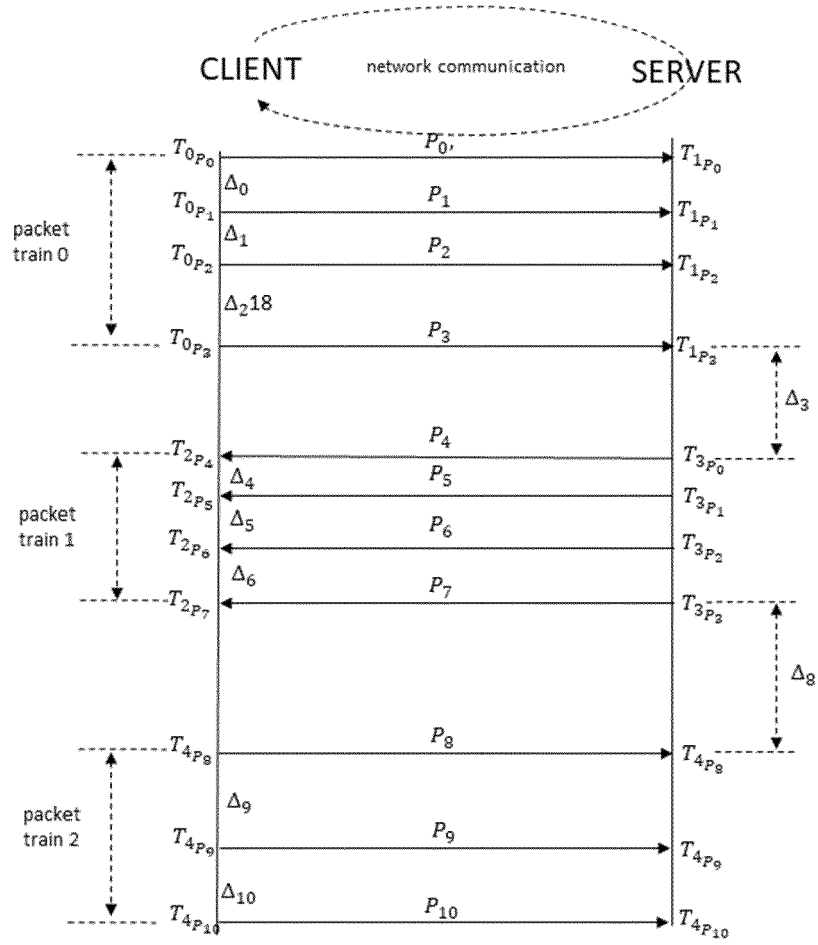 CLIENT network communication SERVER
T0P0 P0, T1P0
Δ0
T0P1 P1 T1P1
packet
train 0
Δ1
T0P2 P2 T1P2
Δ218
T0P3 P3 T1P3
Δ3
T2P4 P4 T3P0
Δ4
T2P5 P5 T3P1
packet
train 1
Δ5
T2P6 P6 T3P2
Δ6
T2P7 P7 T3P3
Δ8
T4P8 P8 T4P8
Δ9
packet
train 2
T4P9 P9 T4P9
Δ10
T4P10 P10 T4P10